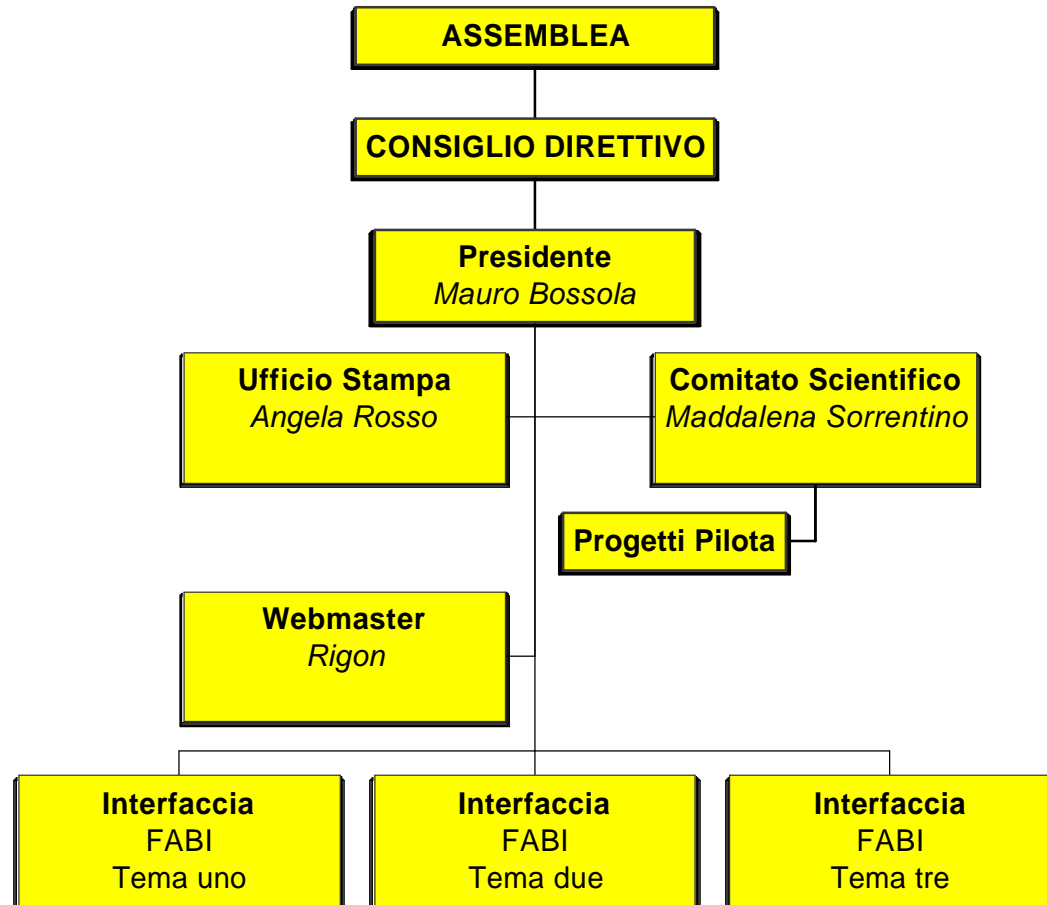 ASSEMBLEA
CONSIGLIO DIRETTIVO
Presidente
Mauro Bossola
Ufficio Stampa
Angela Rosso
Comitato Scientifico
Maddalena Sorrentino
Progetti Pilota
Webmaster
Rigon
Interfaccia
FABI
Tema uno
Interfaccia
FABI
Tema due
Interfaccia
FABI
Tema tre